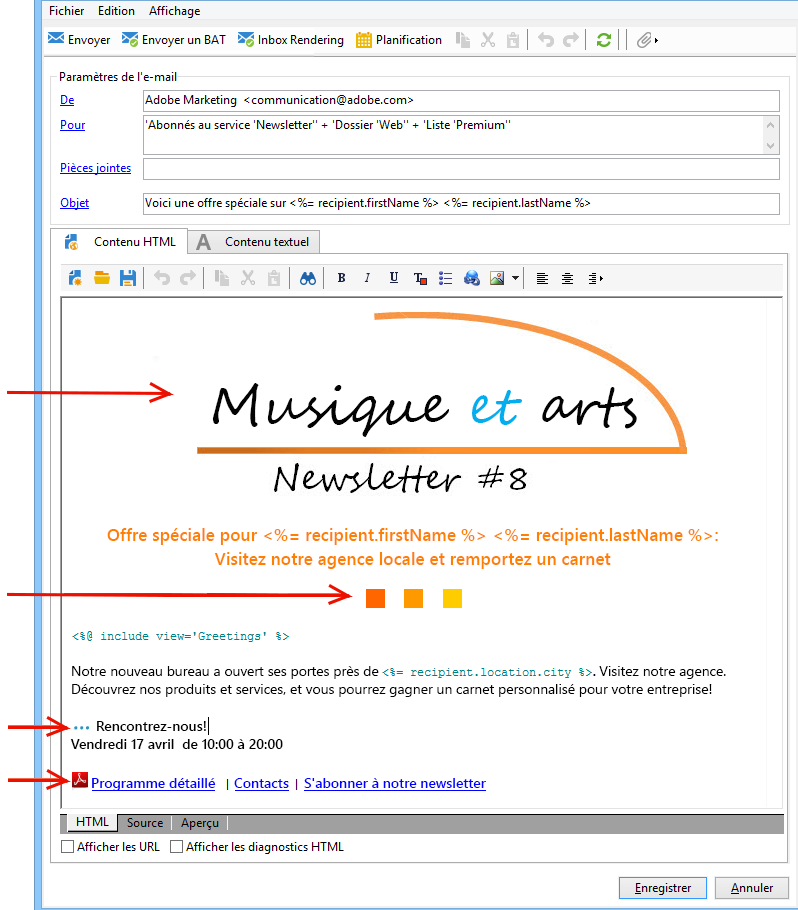 Fichier Edition Affichage
Envoyer Envoyer un BAT Inbox Rendering Planification
Paramètres de l'e-mail
De Adobe Marketing <communication@adobe.com>
Pour 'Abonnés au service 'Newsletter'' + 'Dossier 'Web'' + 'Liste 'Premium''
Pièces jointes
Objet Voici une offre spéciale sur <%= recipient.firstName %> <%= recipient.lastName %>
Contenu HTML A Contenu textuel
B I U T
Musique et arts
Newsletter #8
Offre spéciale pour <%= recipient.firstName %> <%= recipient.lastName %>:
Visitez notre agence locale et remportez un carnet
<%@ include view='Greetings' %>
Notre nouveau bureau a ouvert ses portes près de <%= recipient.location.city %>. Visitez notre agence.
Découvrez nos produits et services, et vous pourrez gagner un carnet personnalisé pour votre entreprise!
••• Rencontrez-nous!
Vendredi 17 avril de 10:00 à 20:00
Programme détaillé | Contacts | S'abonner à notre newsletter
HTML Source Aperçu
Afficher les URL Afficher les diagnostics HTML
Enregistrer Annuler